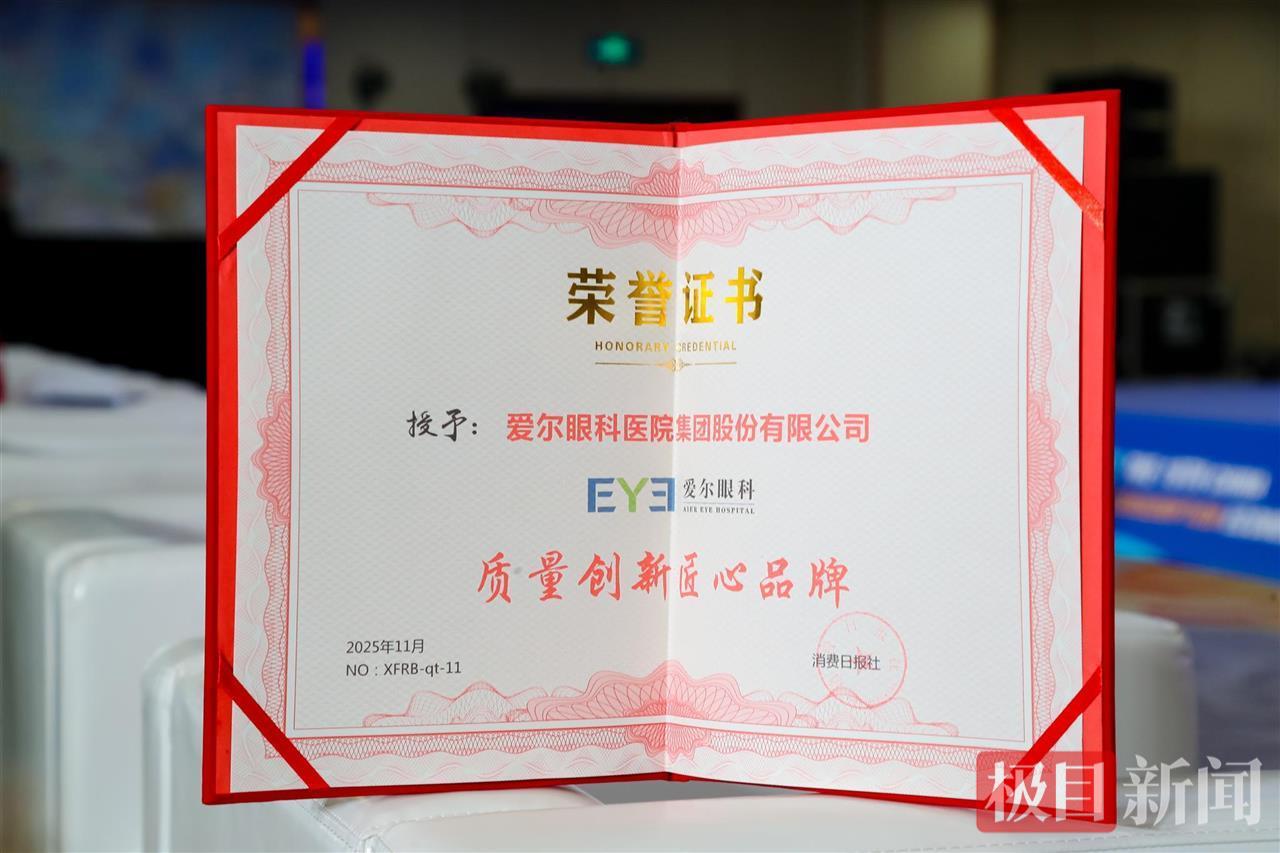 荣誉证书
HONORARY CREDENTIAL
授予：爱尔眼科医院集团股份有限公司
EYE 爱尔眼科
AIER EYE HOSPITAL
质量创新匠心品牌
2025年11月
NO：XFRB-qt-11
消费日报社
极目新闻